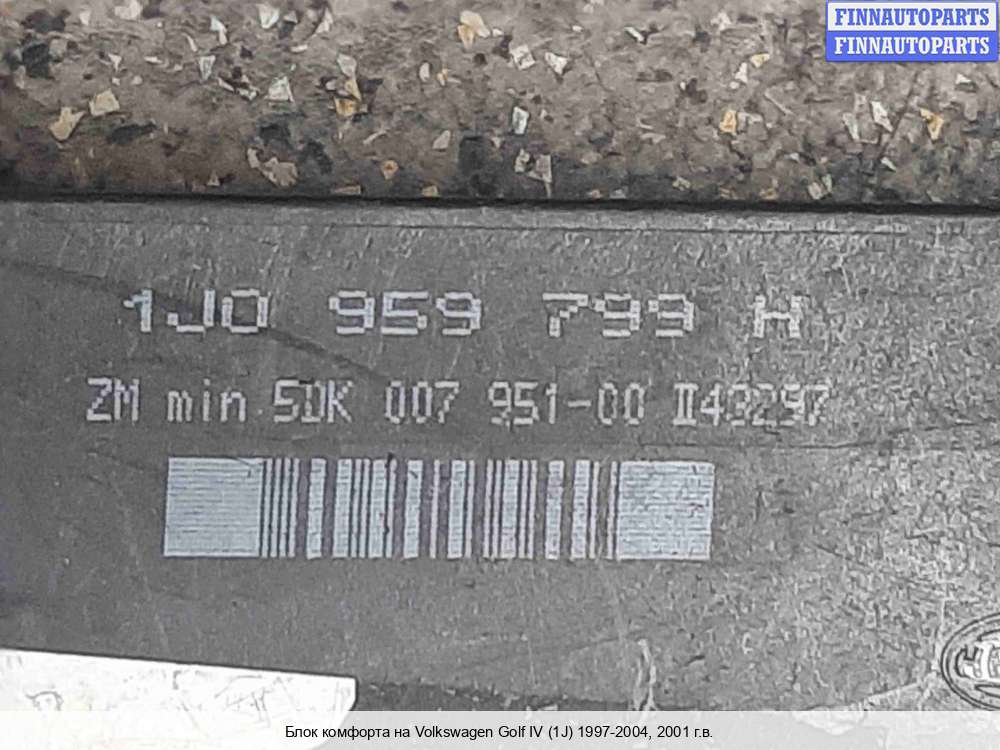 FINNAUTOPARTS
FINNAUTOPARTS
1J0 959 799 H
ZM min 5DK 007 951-00 II49297
Блок комфорта на Volkswagen Golf IV (1J) 1997-2004, 2001 г.в.